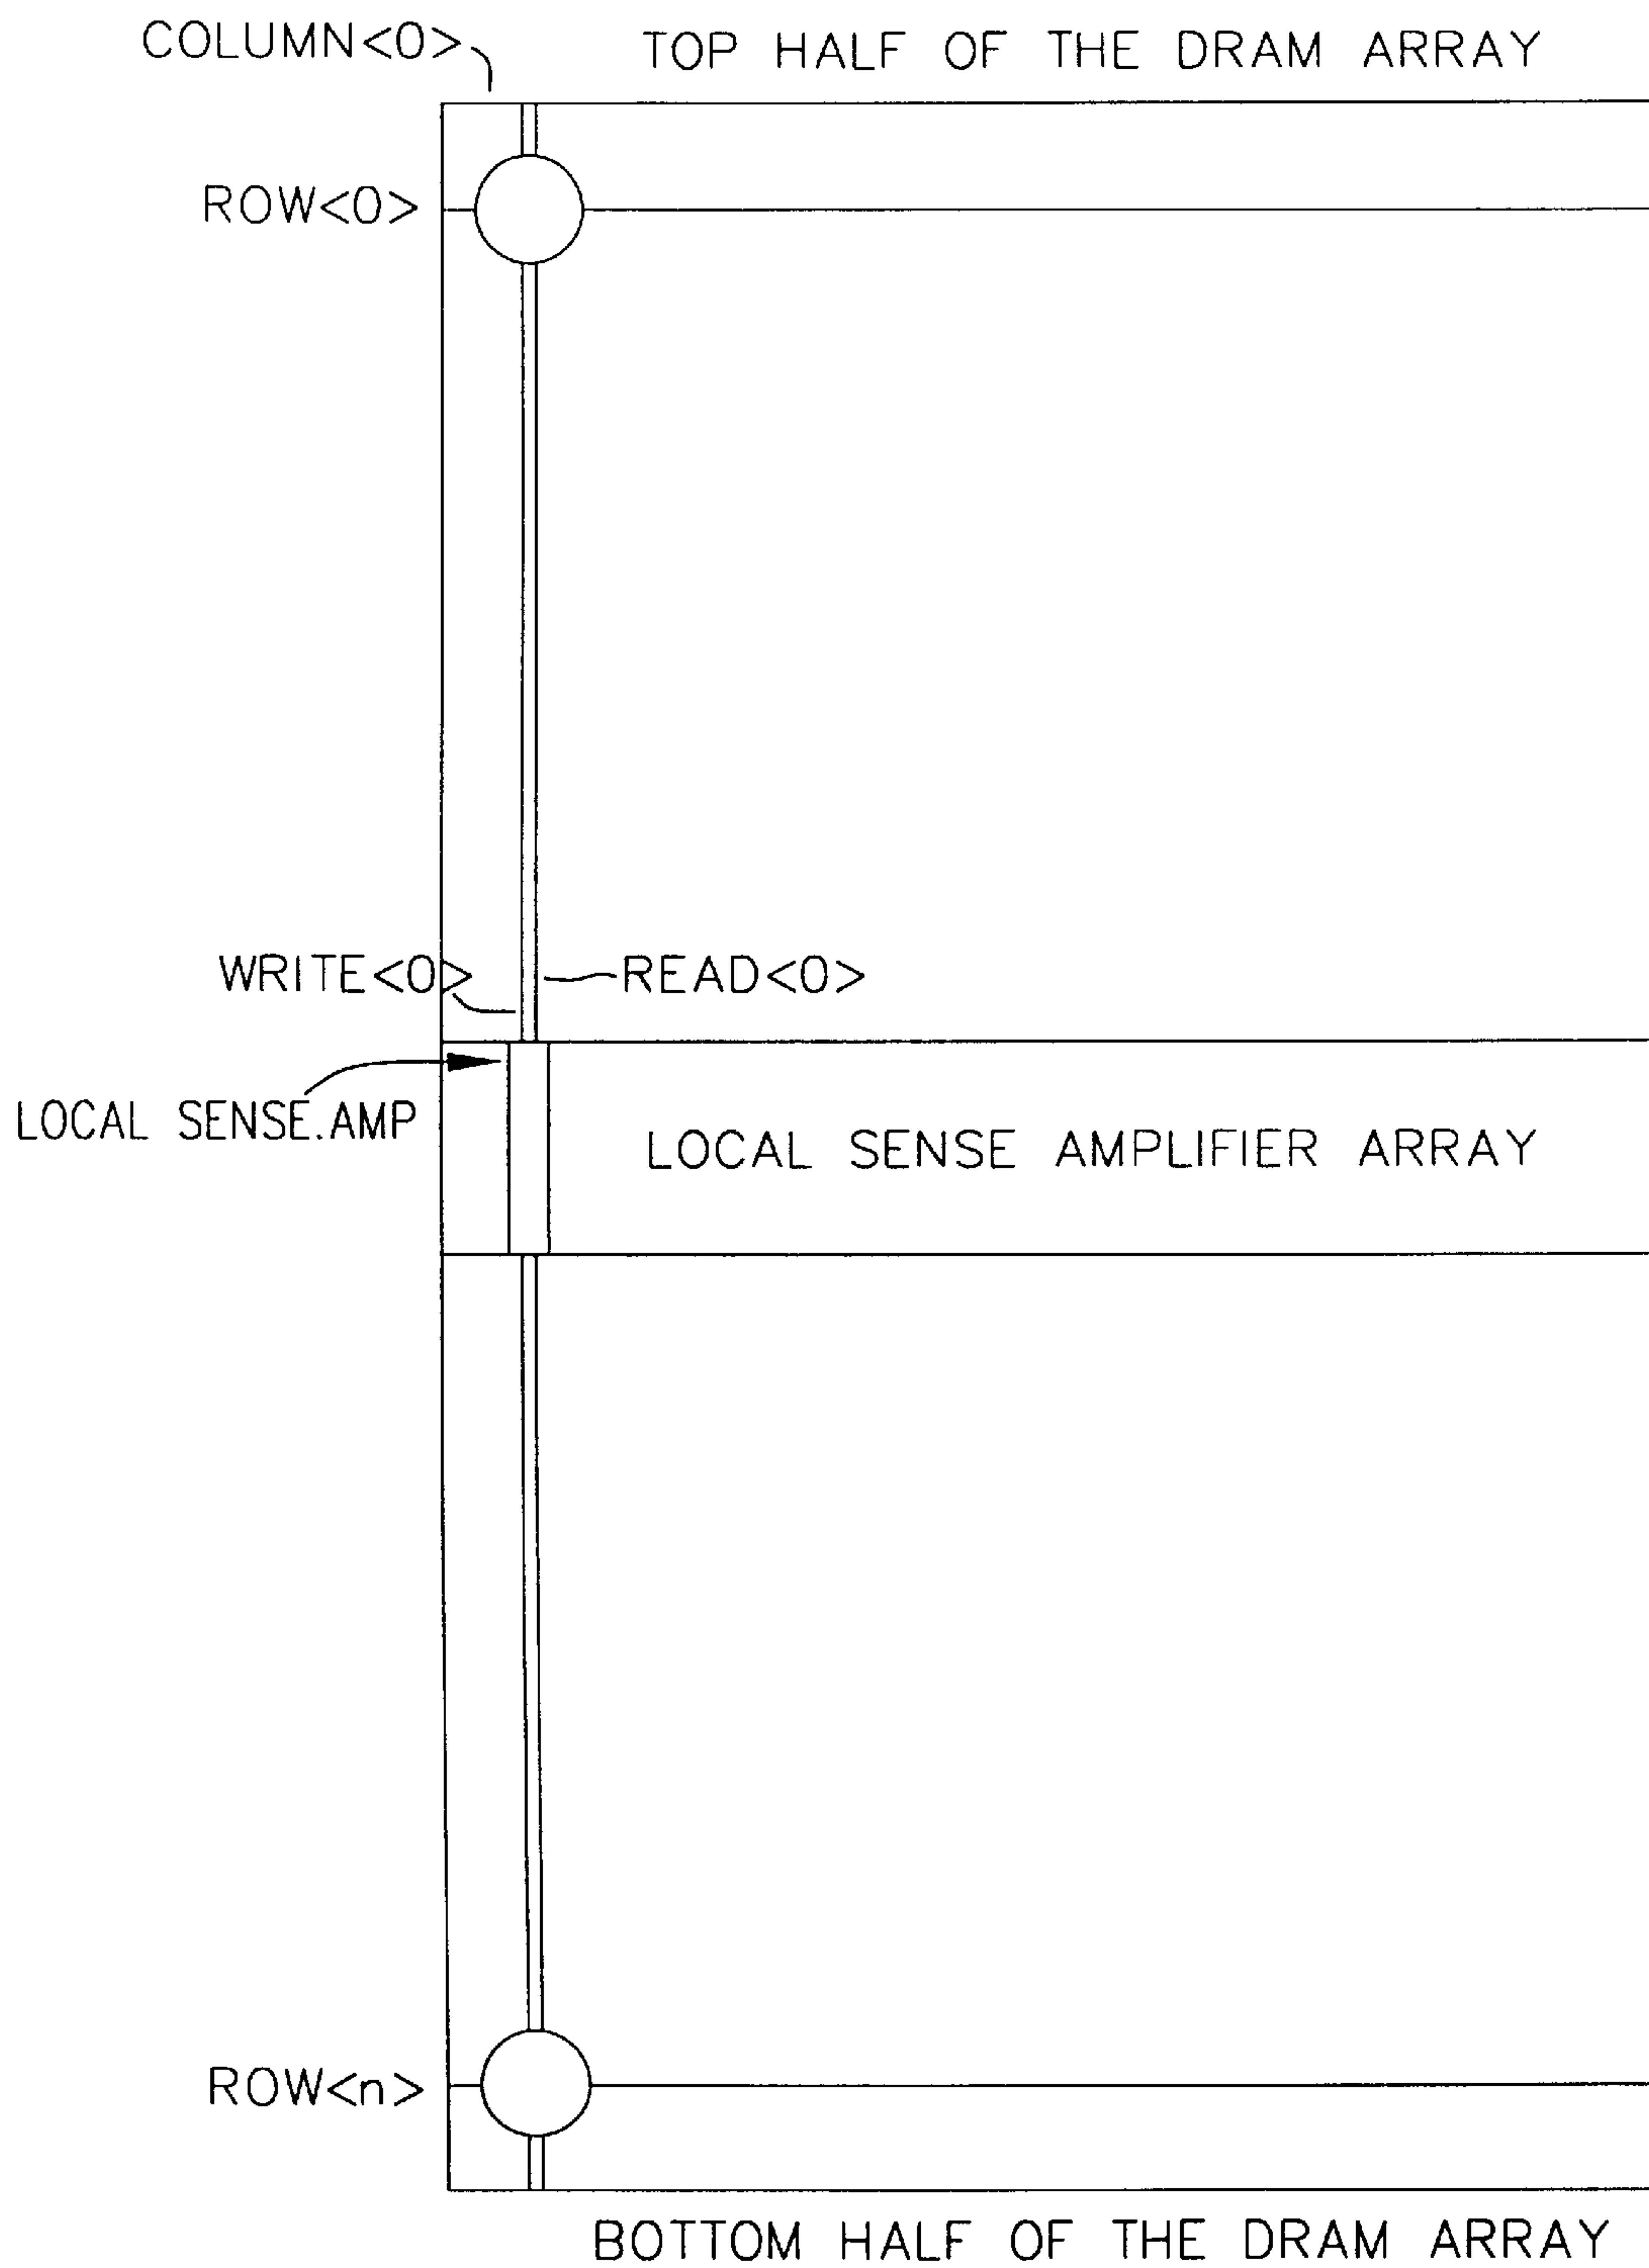 COLUMN<0>
TOP HALF OF THE DRAM ARRAY
ROW<0>
WRITE<0>
READ<0>
LOCAL SENSE.AMP
LOCAL SENSE AMPLIFIER ARRAY
ROW<n>
BOTTOM HALF OF THE DRAM ARRAY